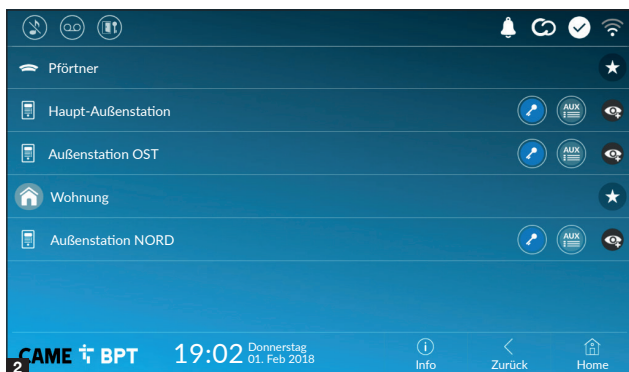 Pförtner
Haupt-Außenstation
AUX
Außenstation OST
AUX
Wohnung
Außenstation NORD
AUX
CAME BPT
19:02
Donnerstag
01. Feb 2018
Info
Zurück
Home
2